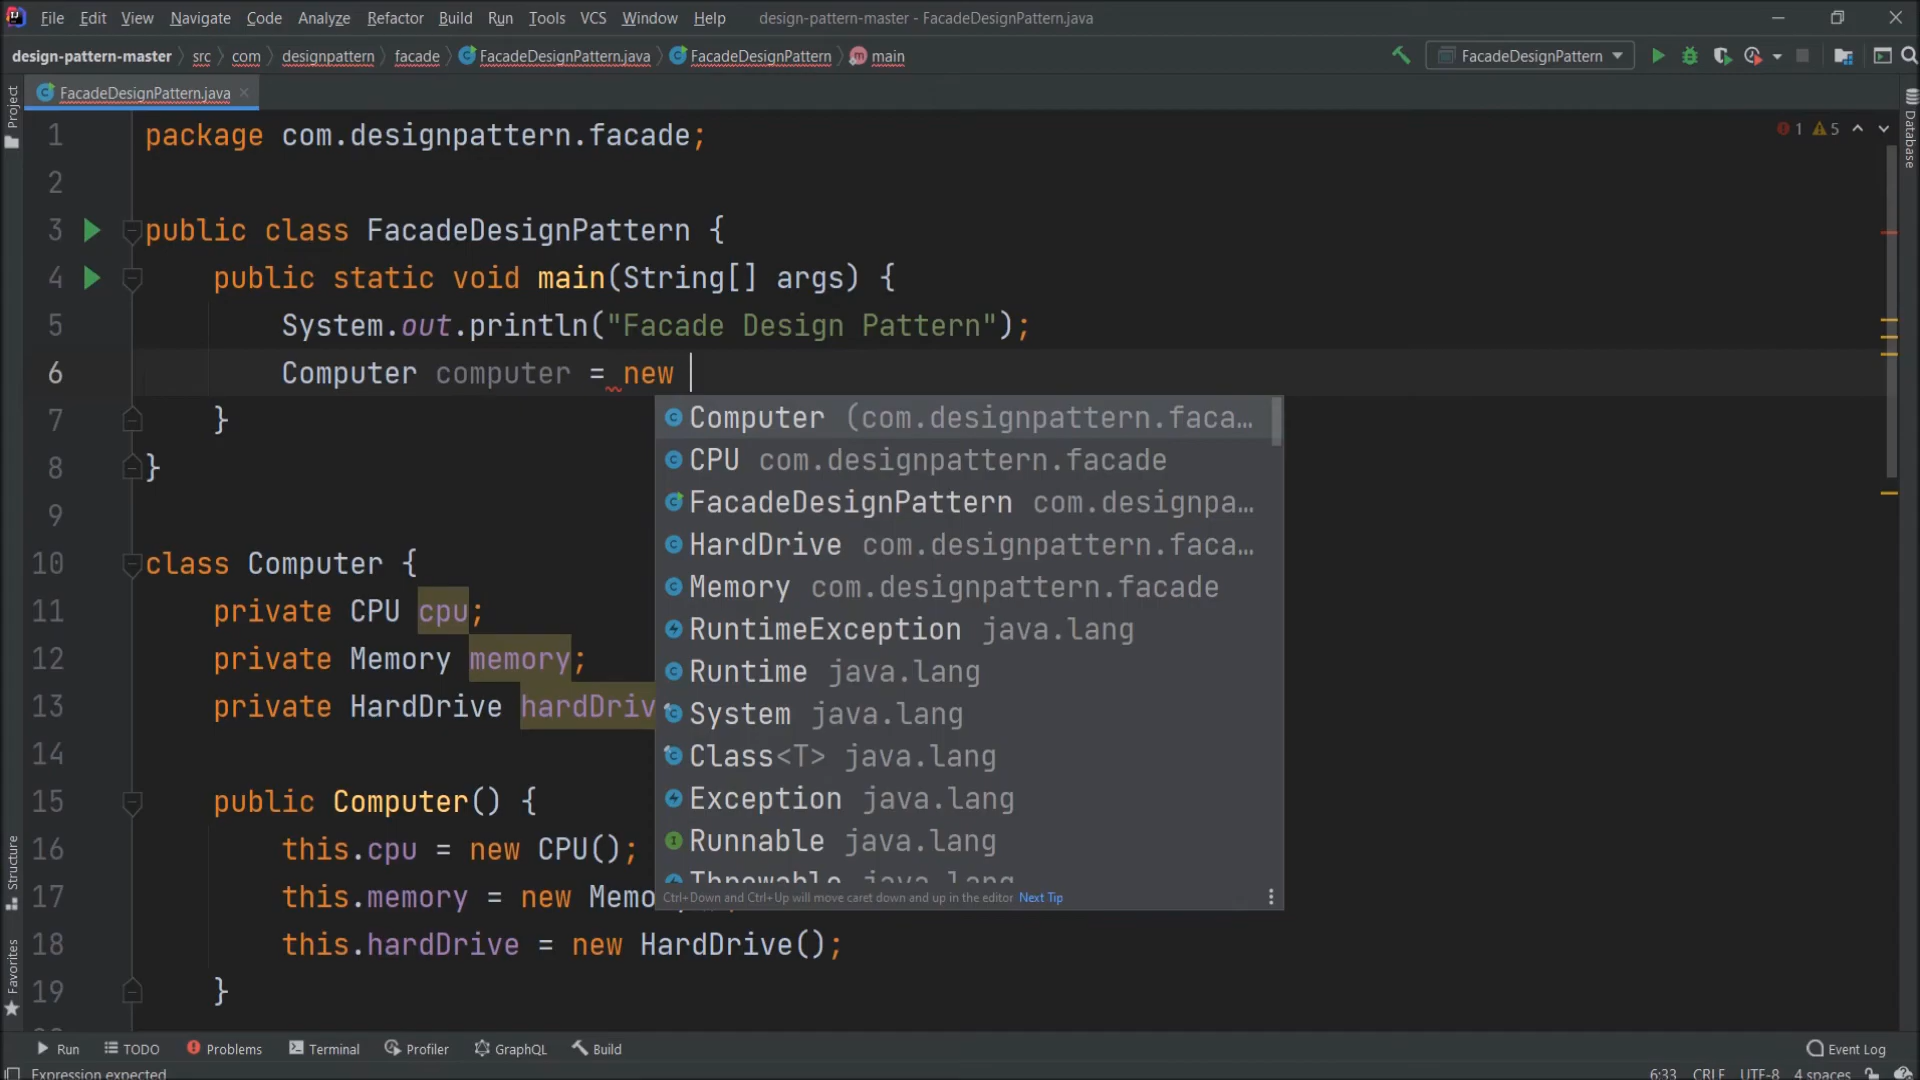 File Edit View Navigate Code Analyze Refactor Build Run Tools VCS Window Help design-pattern-master - FacadeDesignPattern.java
design-pattern-master src com designpattern facade FacadeDesignPattern.java FacadeDesignPattern main FacadeDesignPattern
FacadeDesignPattern.java
Project
Database
1 package com.designpattern.facade; 1 5
2
3 public class FacadeDesignPattern {
4 public static void main(String[] args) {
5 System.out.println("Facade Design Pattern");
6 Computer computer = new
7 }
8 }
9
10 class Computer {
11 private CPU cpu;
12 private Memory memory;
13 private HardDrive hardDriv
14
15 public Computer() {
16 this.cpu = new CPU();
17 this.memory = new Memo
18 this.hardDrive = new HardDrive();
19 }
Computer (com.designpattern.faca…
CPU com.designpattern.facade
FacadeDesignPattern com.designpa…
HardDrive com.designpattern.faca…
Memory com.designpattern.facade
RuntimeException java.lang
Runtime java.lang
System java.lang
Class<T> java.lang
Exception java.lang
Runnable java.lang
Throwable java.lang
Ctrl+Down and Ctrl+Up will move caret down and up in the editor Next Tip
Structure
Favorites
Run TODO Problems Terminal Profiler GraphQL Build Event Log
Expression expected 6:33 CRLF UTF-8 4 spaces